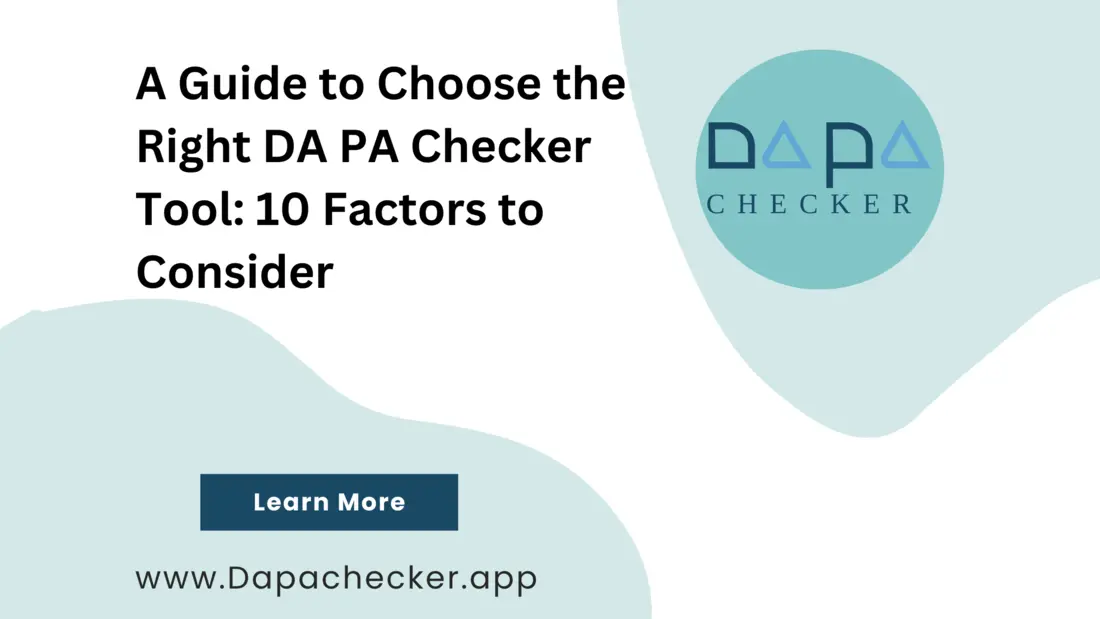 A Guide to Choose the
Right DA PA Checker
Tool: 10 Factors to
Consider
DAPA
CHECKER
Learn More
www.Dapachecker.app